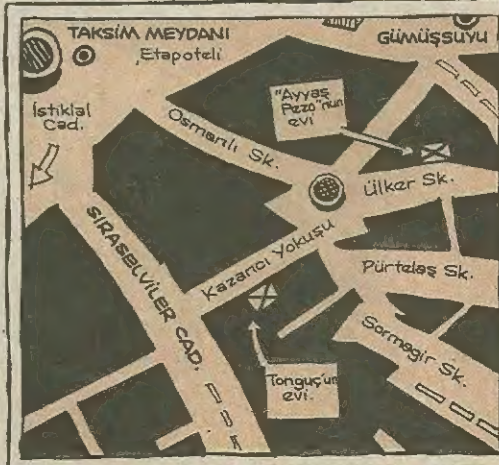 TAKSİM MEYDANI
Etapoteli
GÜMÜŞSUYU
İstiklal
Cad.
"Ayyaş
Pezo"nun
evi
Osmanlı Sk.
Ülker Sk.
SIRASELVİLER CAD.
Kazancı Yokuşu
Pürtelaş Sk.
Sormagir Sk.
Tonguç'un
evi.